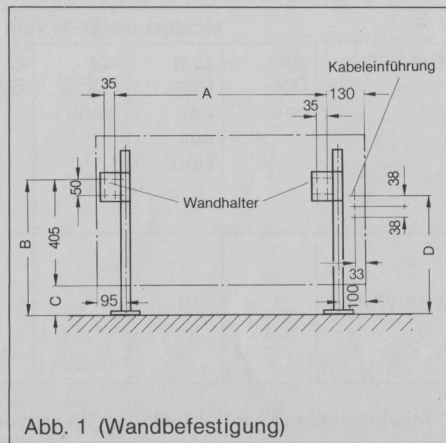 35
A
130
Kabeleinführung
35
50
Wandhalter
38
B
405
38
D
33
C
95
100
Abb. 1 (Wandbefestigung)